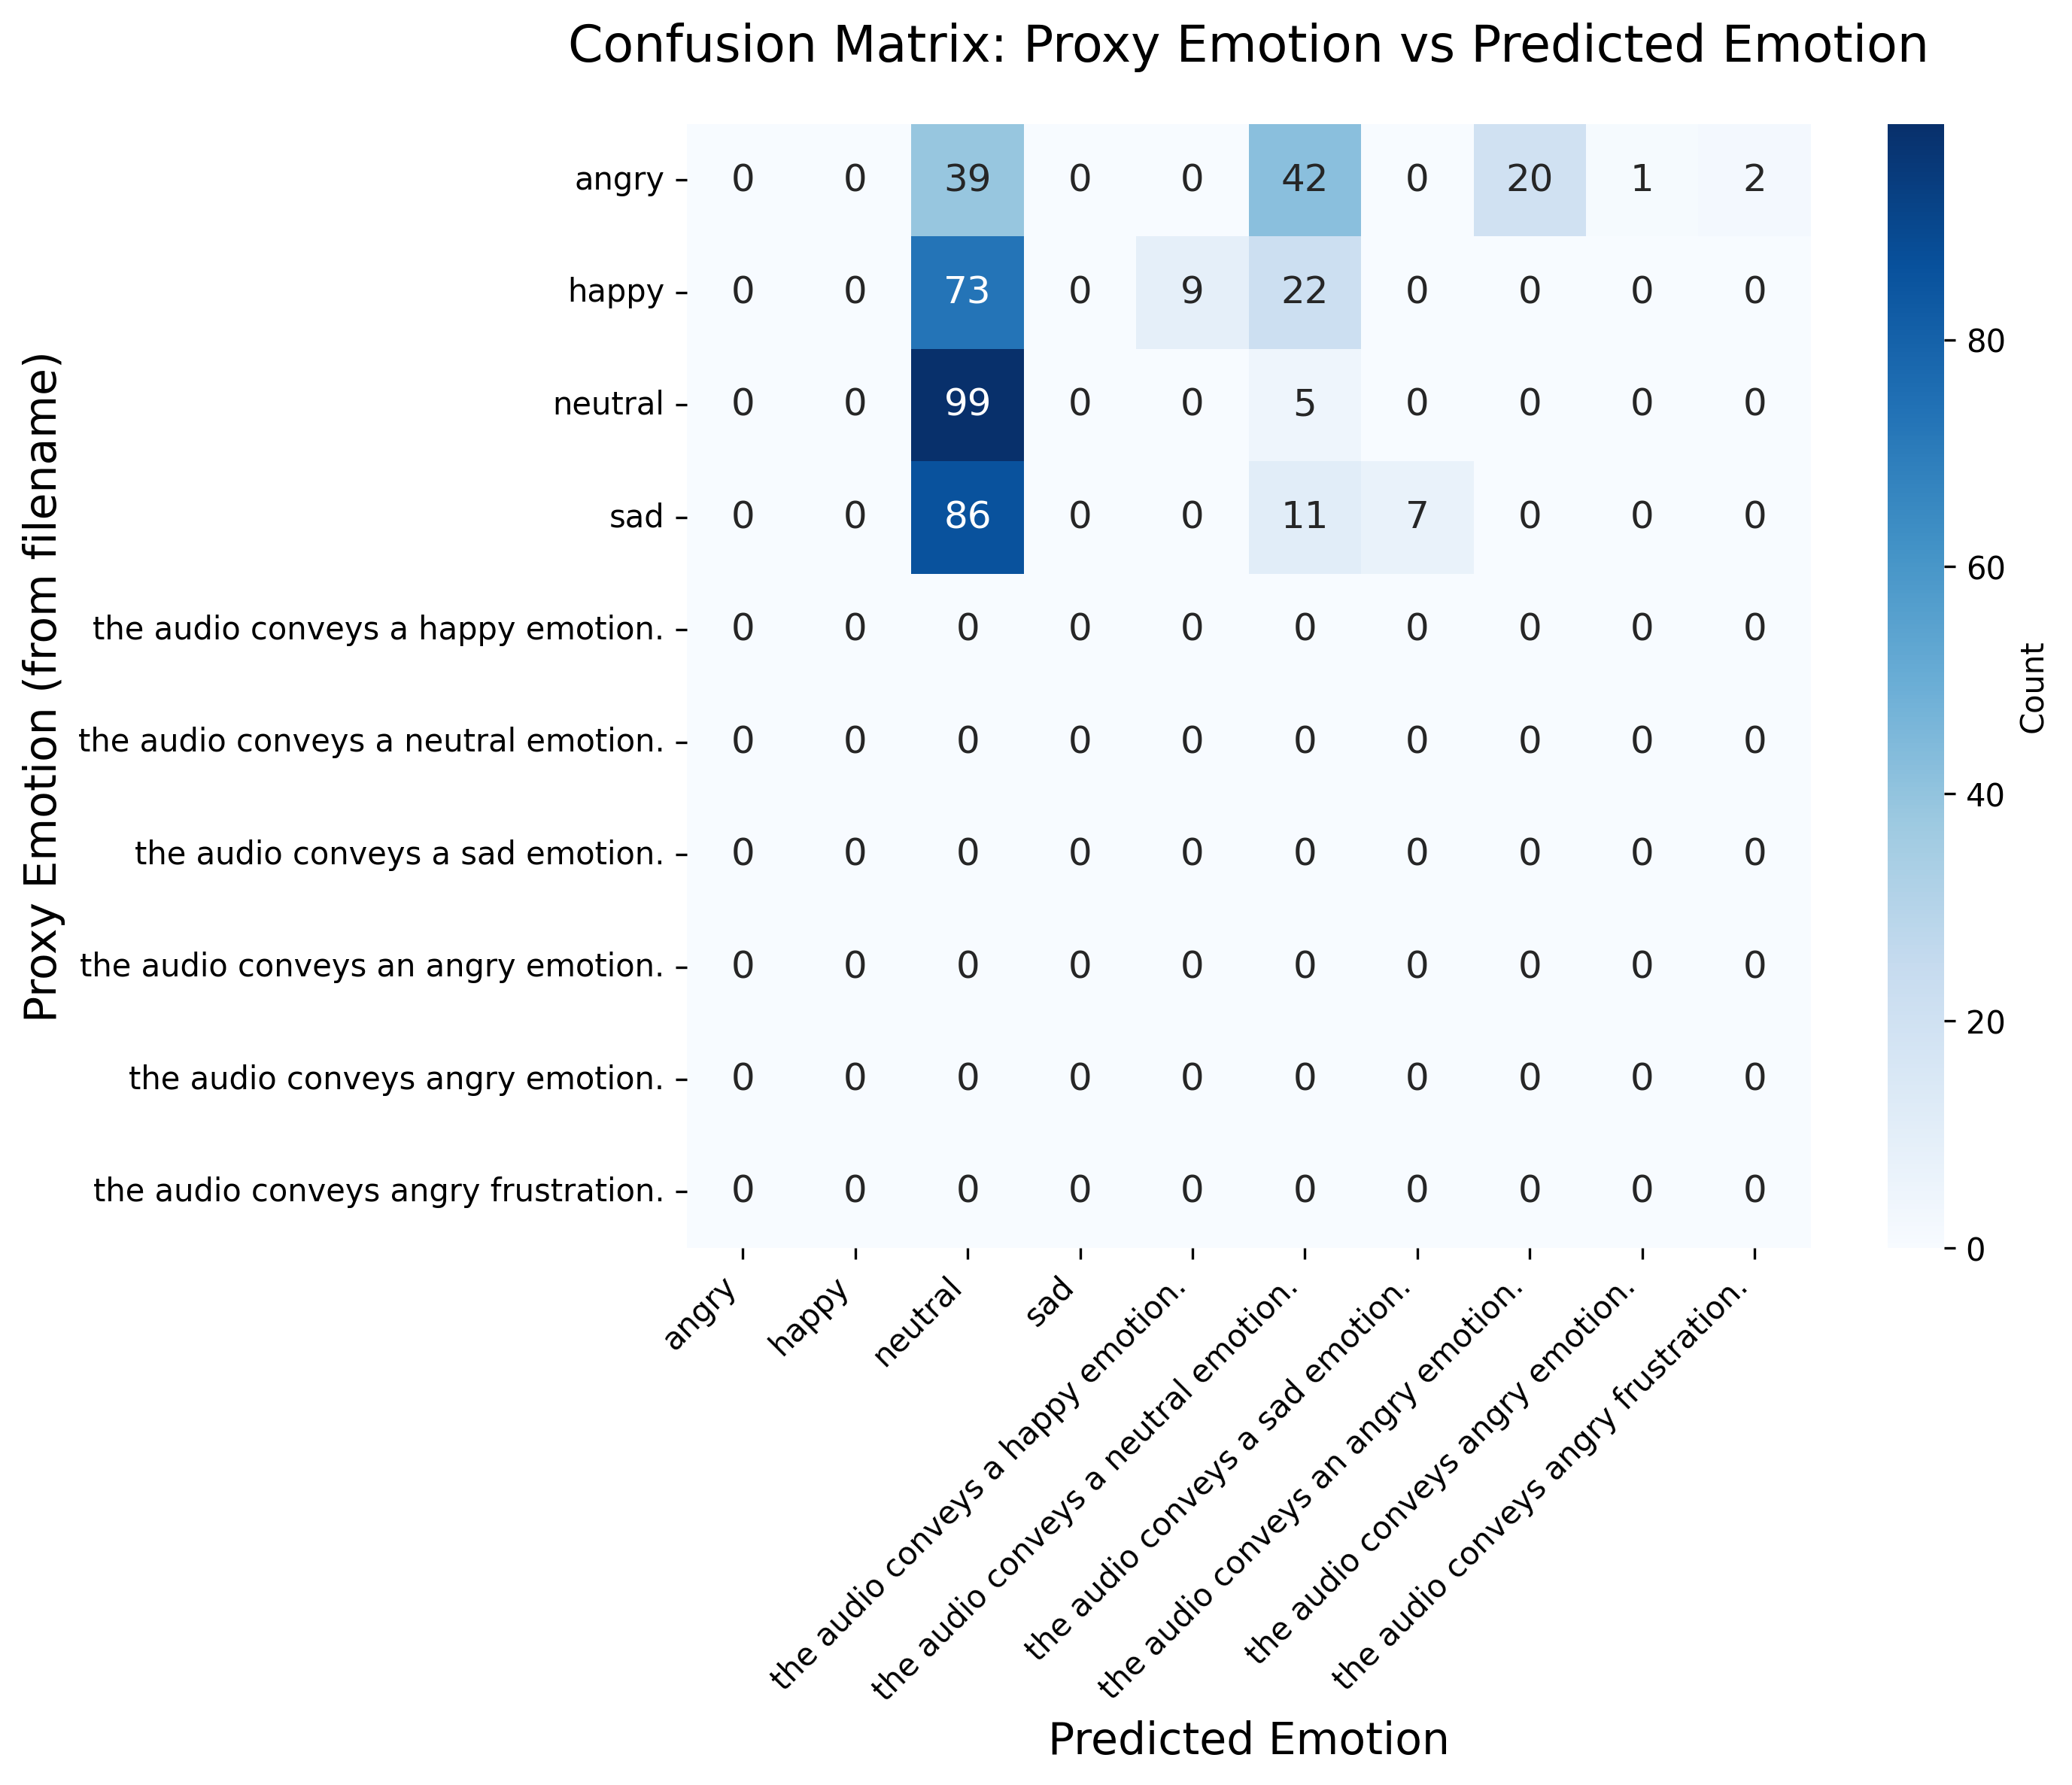 Confusion Matrix: Proxy Emotion vs Predicted Emotion
Proxy Emotion (from filename)
angry 0 0 39 0 0 42 0 20 1 2
happy 0 0 73 0 9 22 0 0 0 0
neutral 0 0 99 0 0 5 0 0 0 0
sad 0 0 86 0 0 11 7 0 0 0
the audio conveys a happy emotion. 0 0 0 0 0 0 0 0 0 0
the audio conveys a neutral emotion. 0 0 0 0 0 0 0 0 0 0
the audio conveys a sad emotion. 0 0 0 0 0 0 0 0 0 0
the audio conveys an angry emotion. 0 0 0 0 0 0 0 0 0 0
the audio conveys angry emotion. 0 0 0 0 0 0 0 0 0 0
the audio conveys angry frustration. 0 0 0 0 0 0 0 0 0 0
angry
happy
neutral
sad
the audio conveys a happy emotion.
the audio conveys a neutral emotion.
the audio conveys a sad emotion.
the audio conveys an angry emotion.
the audio conveys angry emotion.
the audio conveys angry frustration.
Predicted Emotion
80
60
40
20
0
Count